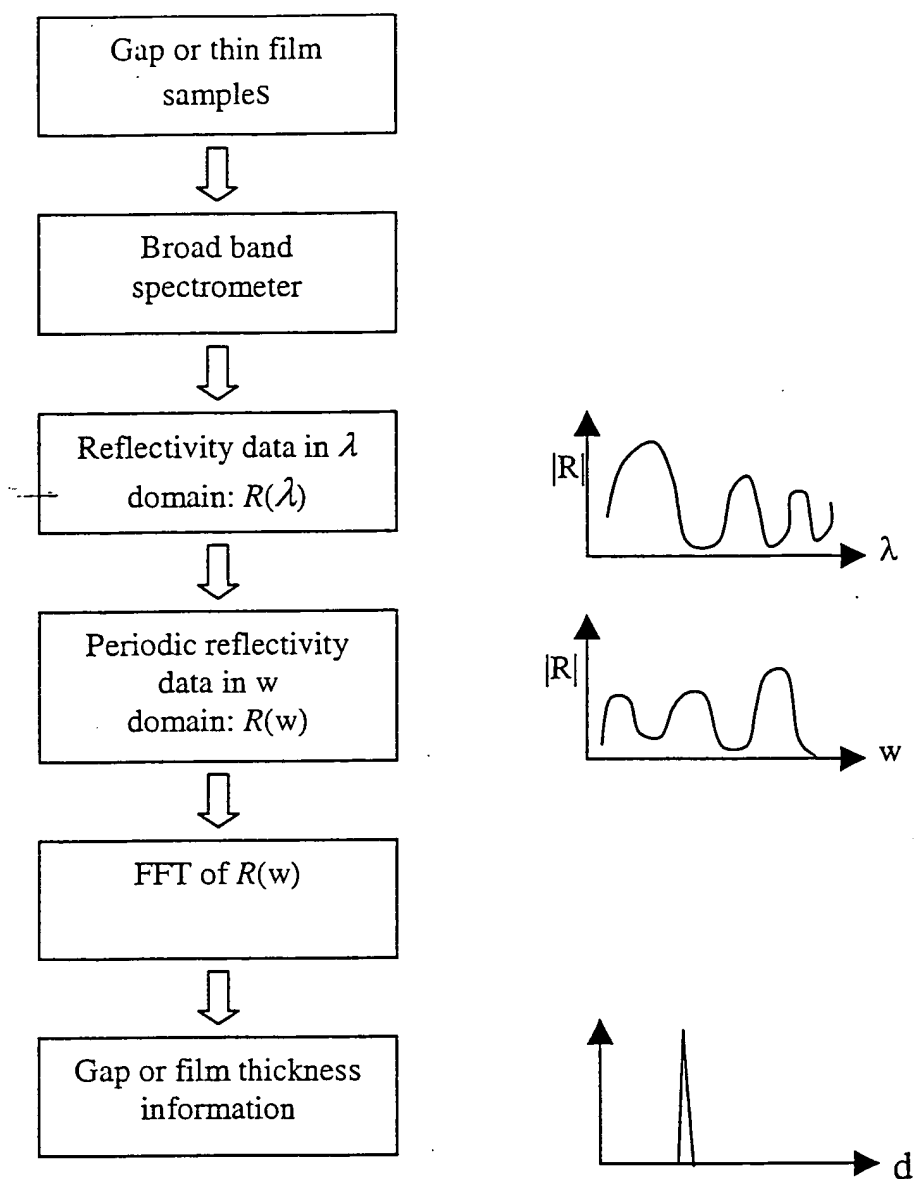 Gap or thin film
samples
Broad band
spectrometer
Reflectivity data in λ
domain: R(λ)
|R|
λ
Periodic reflectivity
data in w
domain: R(w)
|R|
w
FFT of R(w)
Gap or film thickness
information
d